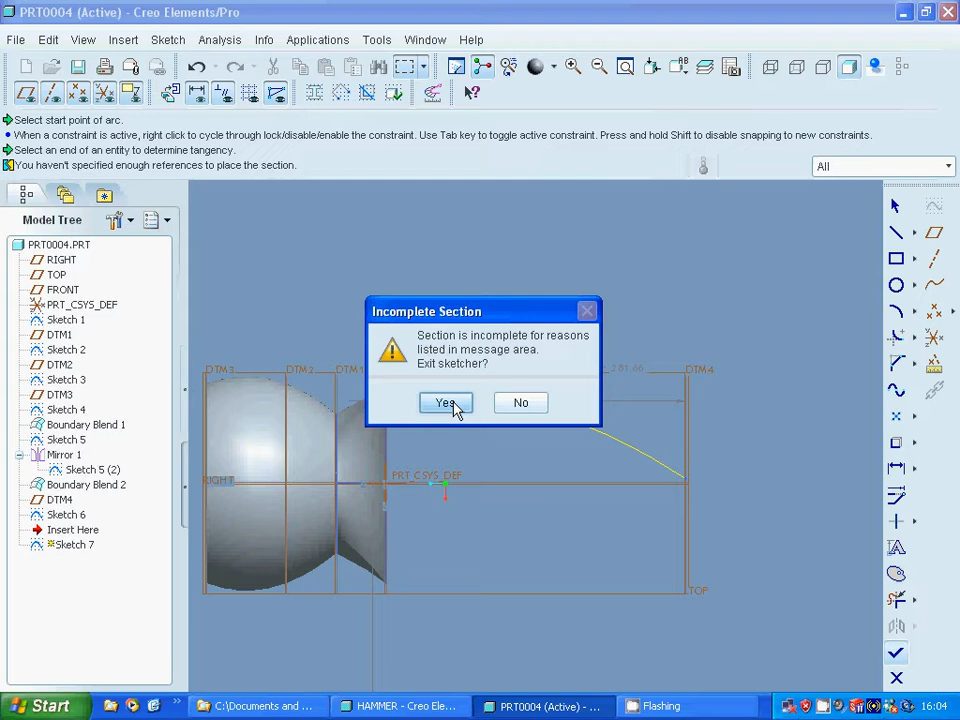 PRT0004 (Active) - Creo Elements/Pro
File Edit View Insert Sketch Analysis Info Applications Tools Window Help
Select start point of arc.
When a constraint is active, right click to cycle through lock/disable/enable the constraint. Use Tab key to toggle active constraint. Press and hold Shift to disable snapping to new constraints.
Select an end of an entity to determine tangency.
You haven't specified enough references to place the section.
All
Model Tree
PRT0004.PRT
RIGHT
TOP
FRONT
PRT_CSYS_DEF
Sketch 1
DTM1
Sketch 2
DTM2
Sketch 3
DTM3
Sketch 4
Boundary Blend 1
Sketch 5
Mirror 1
Sketch 5 (2)
Boundary Blend 2
DTM4
Sketch 6
Insert Here
Sketch 7
Incomplete Section
Section is incomplete for reasons
listed in message area.
Exit sketcher?
Yes No
DTM3 DTM2 DTM1 DTM4
PRT_CSYS_DEF
RIGHT
TOP
Start C:\Documents and ... HAMMER - Creo Ele... PRT0004 (Active) - ... Flashing 16:04